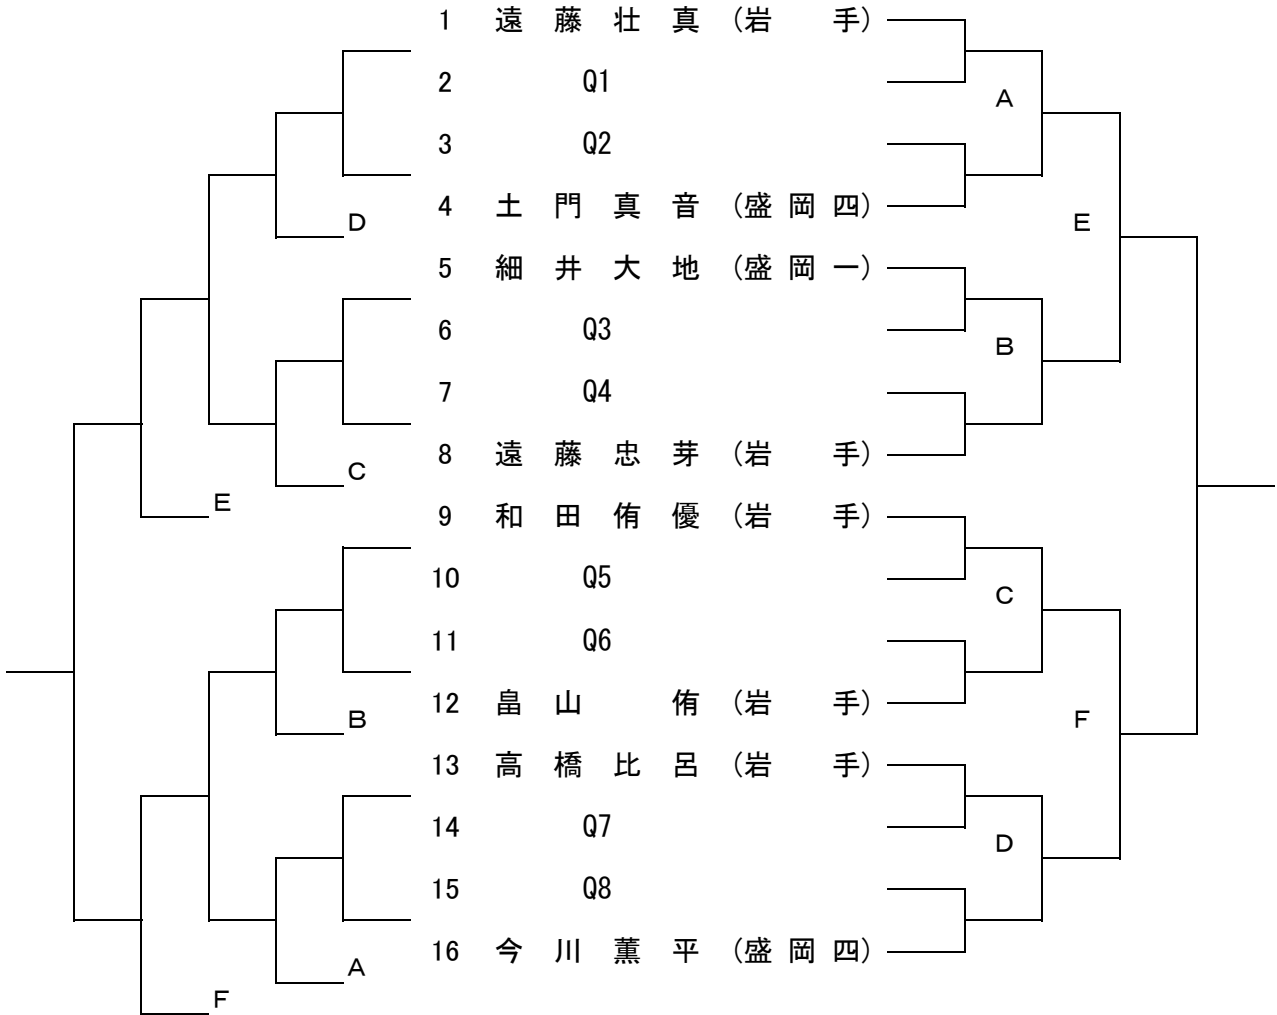 1 遠藤壮真（岩 手）
2 Q1
A
3 Q2
4 土門真音（盛岡四）
D
E
5 細井大地（盛岡一）
6 Q3
B
7 Q4
8 遠藤忠芽（岩 手）
C
E
9 和田侑優（岩 手）
10 Q5
C
11 Q6
12 畠山 侑（岩 手）
B
F
13 高橋比呂（岩 手）
14 Q7
D
15 Q8
16 今川薫平（盛岡四）
A
F